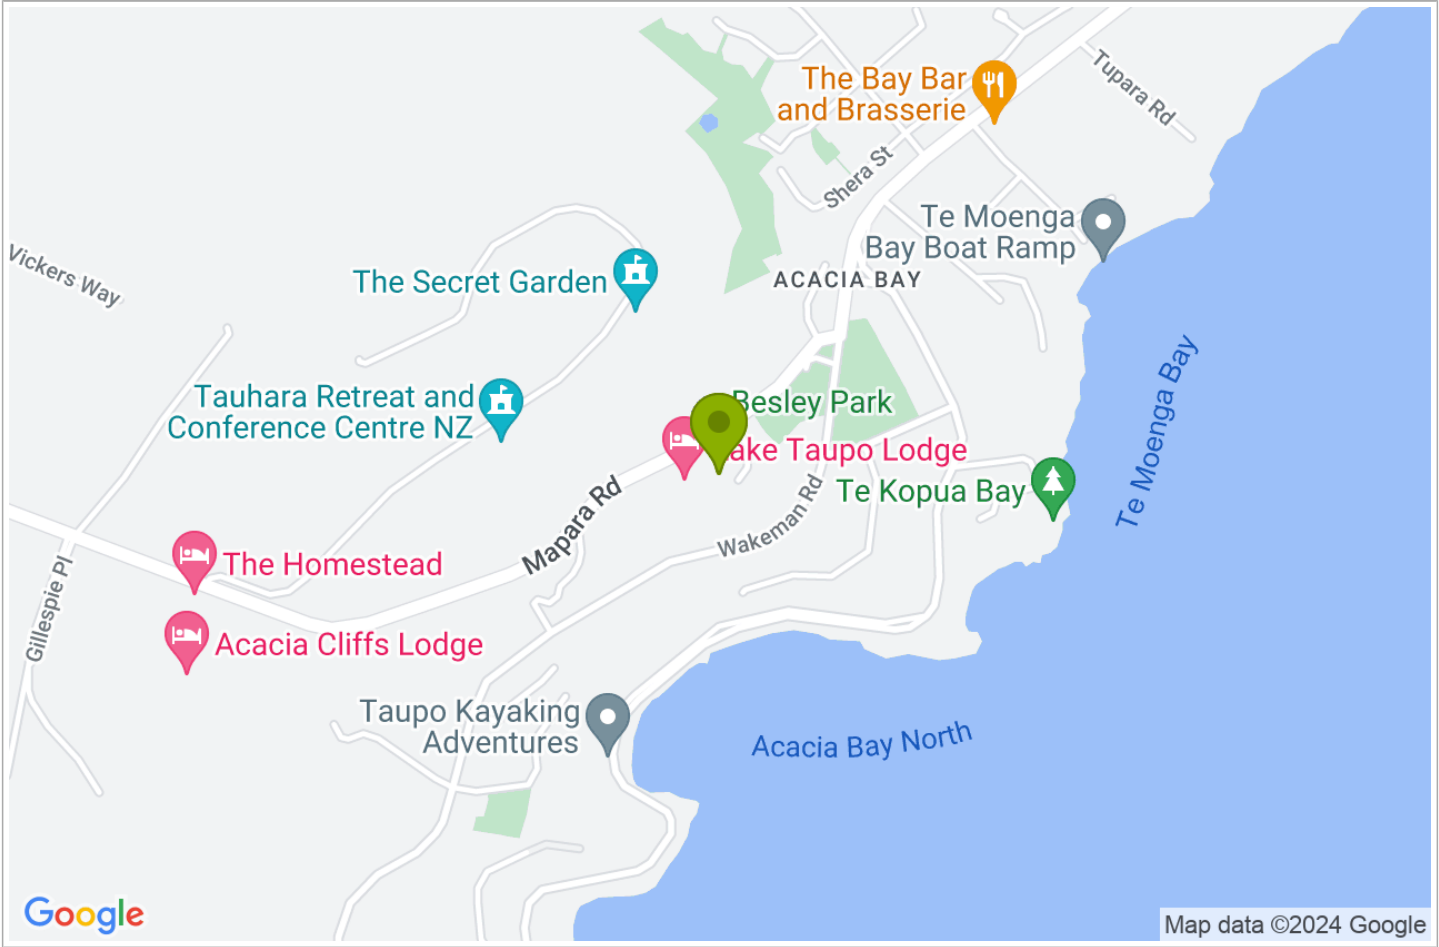 Tupara Rd
The Bay Bar
and Brasserie
Shera St
Te Moenga
Bay Boat Ramp
Vickers Way
The Secret Garden
ACACIA BAY
Te Moenga Bay
Tauhara Retreat and
Conference Centre NZ
Besley Park
Lake Taupo Lodge
Te Kopua Bay
Mapara Rd
Wakeman Rd
The Homestead
Gillespie Pl
Acacia Cliffs Lodge
Taupo Kayaking
Adventures
Acacia Bay North
Google
Map data ©2024 Google